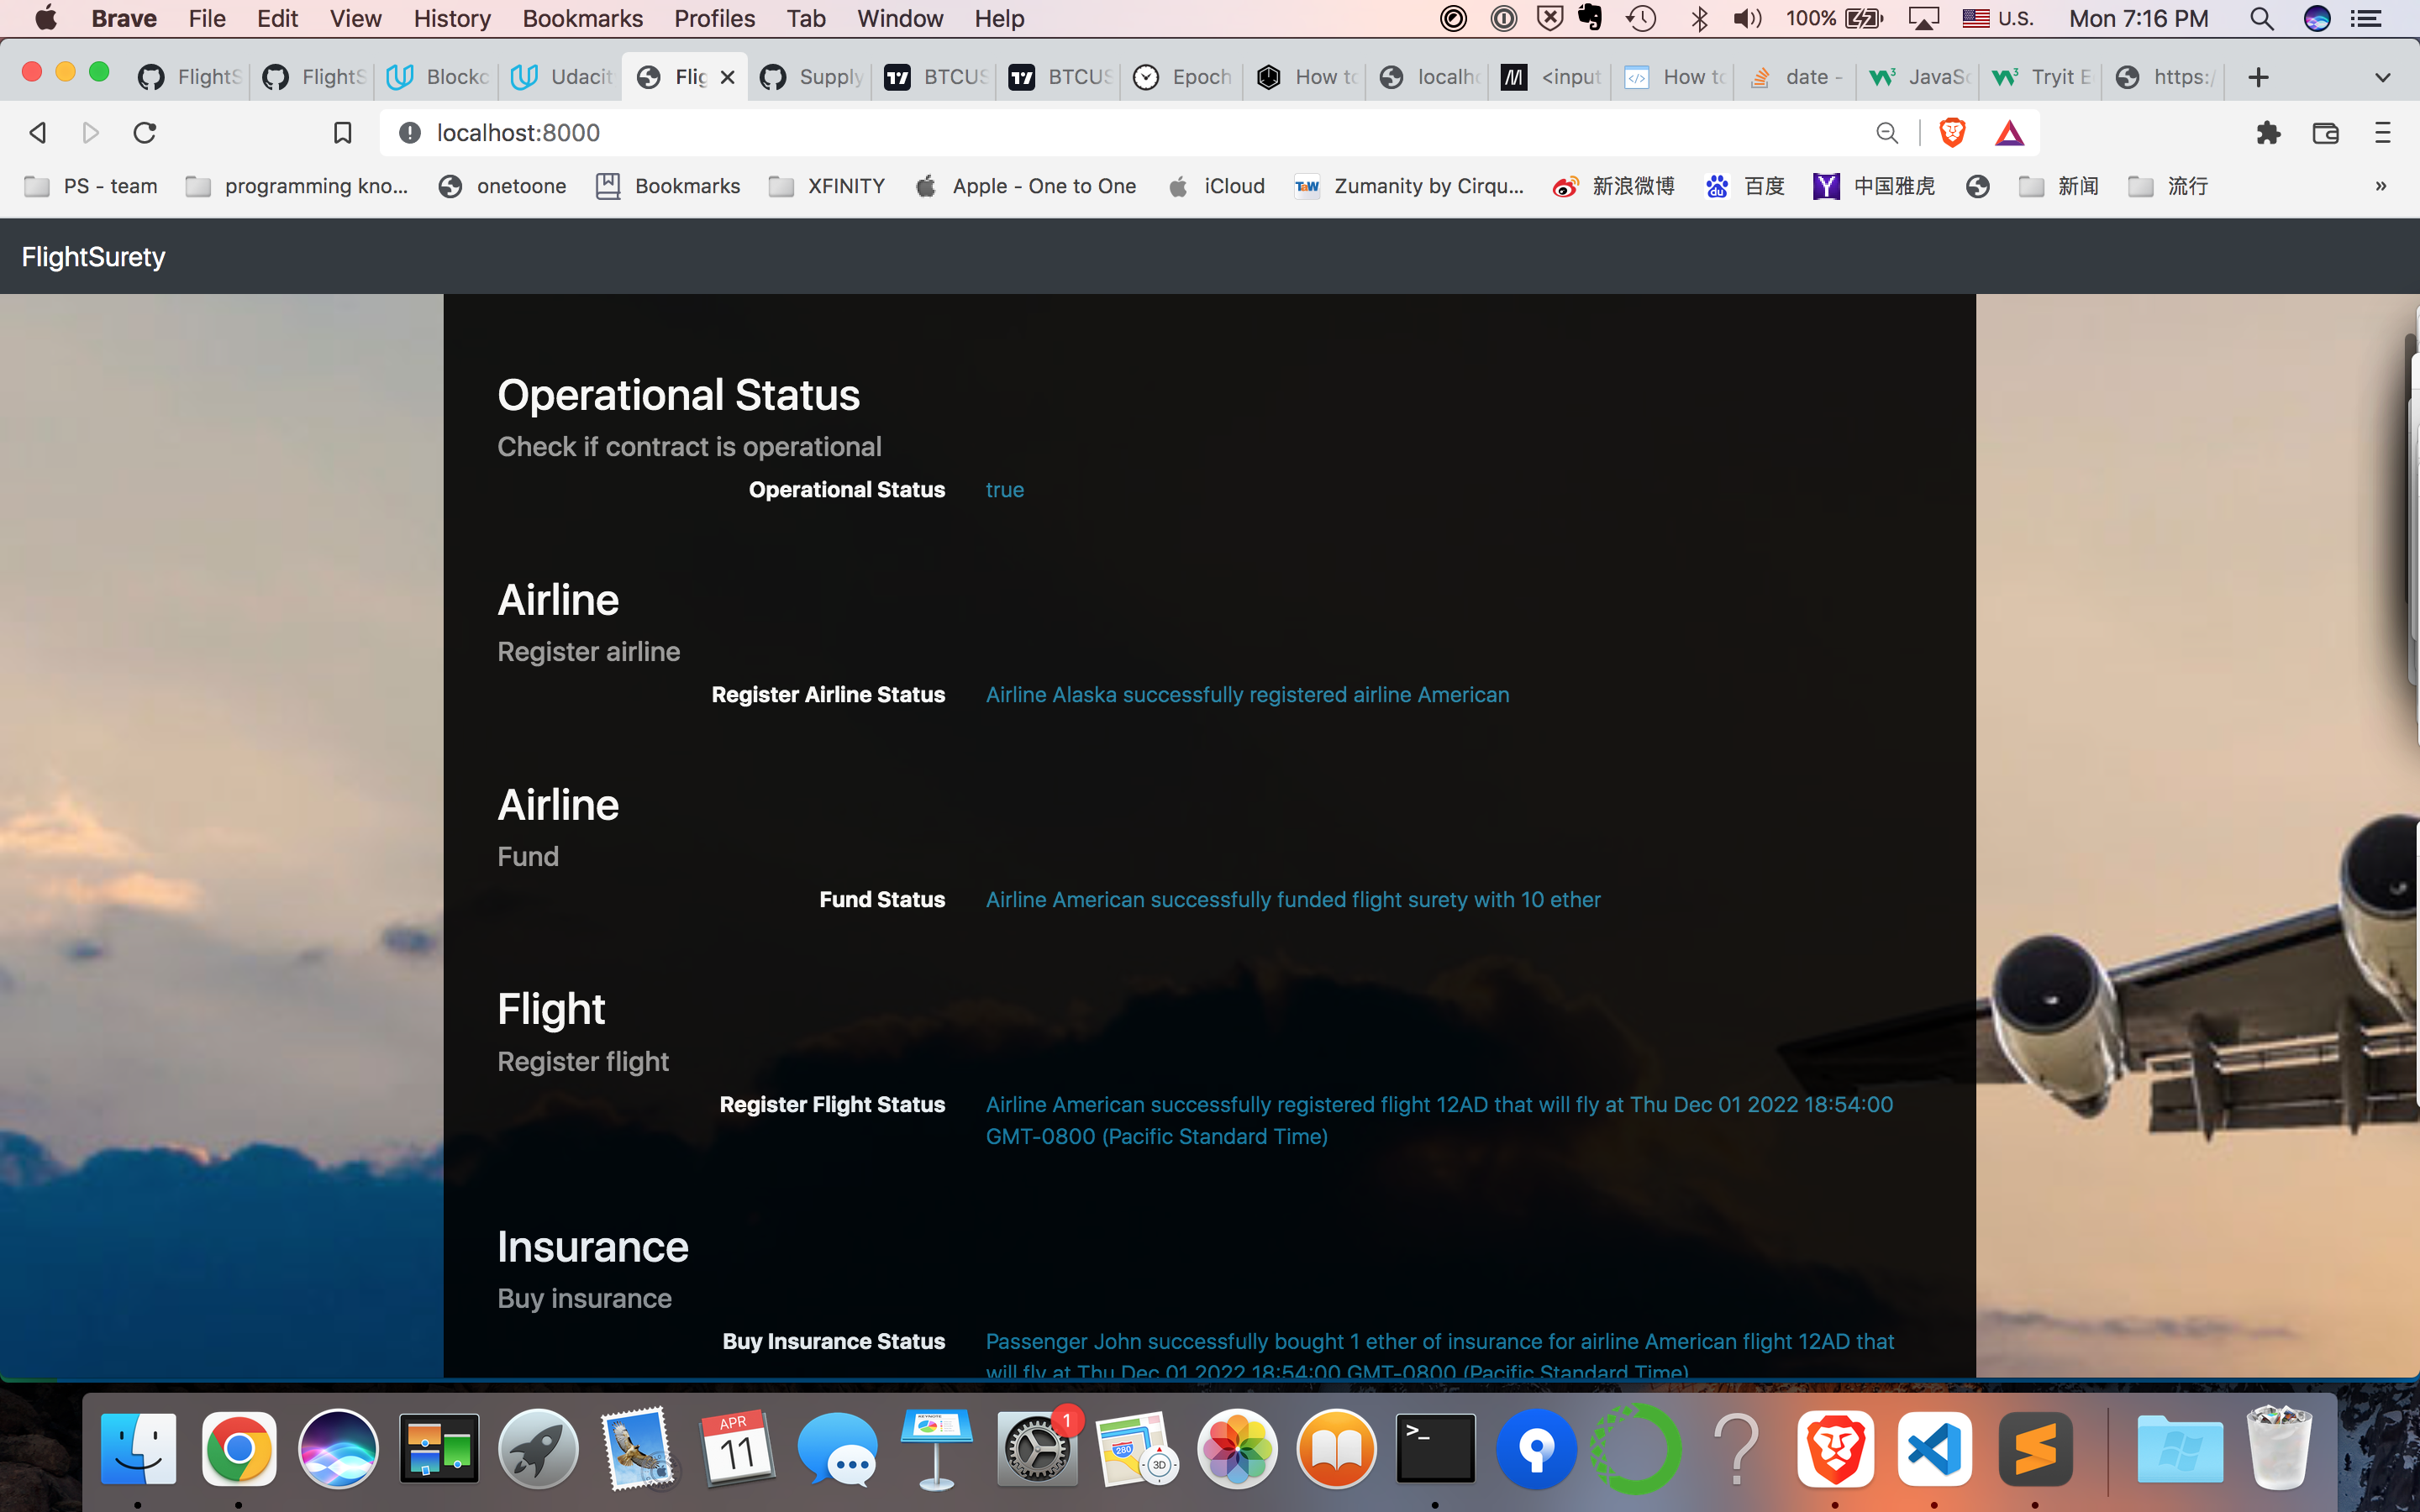 Brave File Edit View History Bookmarks Profiles Tab Window Help 100% U.S. Mon 7:16 PM
FlightS FlightS Blockc Udacit Flig Supply BTCUS BTCUS Epoch How to localho <input How to date - JavaSc Tryit E https:/
localhost:8000
PS - team programming kno... onetoone Bookmarks XFINITY Apple - One to One iCloud Zumanity by Cirqu... 新浪微博 百度 中国雅虎 新闻 流行 »
FlightSurety
Operational Status
Check if contract is operational
Operational Status true
Airline
Register airline
Register Airline Status Airline Alaska successfully registered airline American
Airline
Fund
Fund Status Airline American successfully funded flight surety with 10 ether
Flight
Register flight
Register Flight Status Airline American successfully registered flight 12AD that will fly at Thu Dec 01 2022 18:54:00
GMT-0800 (Pacific Standard Time)
Insurance
Buy insurance
Buy Insurance Status Passenger John successfully bought 1 ether of insurance for airline American flight 12AD that
will fly at Thu Dec 01 2022 18:54:00 GMT-0800 (Pacific Standard Time)
APR
11
1
280
3D